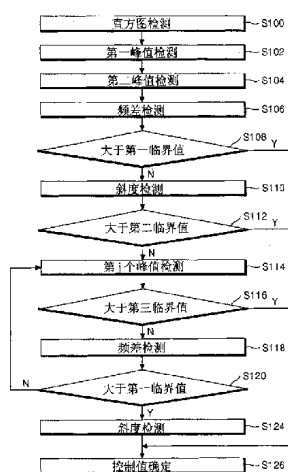 直方图检测 S100
第一峰值检测 S102
第二峰值检测 S104
频差检测 S106
大于第一临界值 S108
Y
N
斜度检测 S110
大于第二临界值 S112
Y
N
第i个峰值检测 S114
大于第三临界值 S116
Y
N
频差检测 S118
N 大于第一临界值 S120
Y
斜度检测 S124
控制值确定 S126